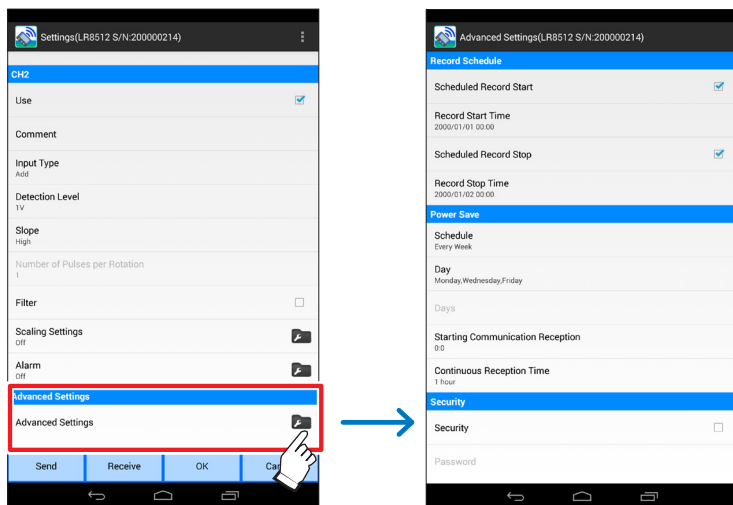 Settings(LR8512 S/N:200000214)
CH2
Use
Comment
Input Type
Add
Detection Level
1V
Slope
High
Number of Pulses per Rotation
1
Filter
Scaling Settings
Off
Alarm
Off
Advanced Settings
Advanced Settings
Send
Receive
OK
Advanced Settings(LR8512 S/N:200000214)
Record Schedule
Scheduled Record Start
Record Start Time
2000/01/01 00:00
Scheduled Record Stop
Record Stop Time
2000/01/02 00:00
Power Save
Schedule
Every Week
Day
Monday,Wednesday,Friday
Days
Starting Communication Reception
0:0
Continuous Reception Time
1 hour
Security
Security
Password